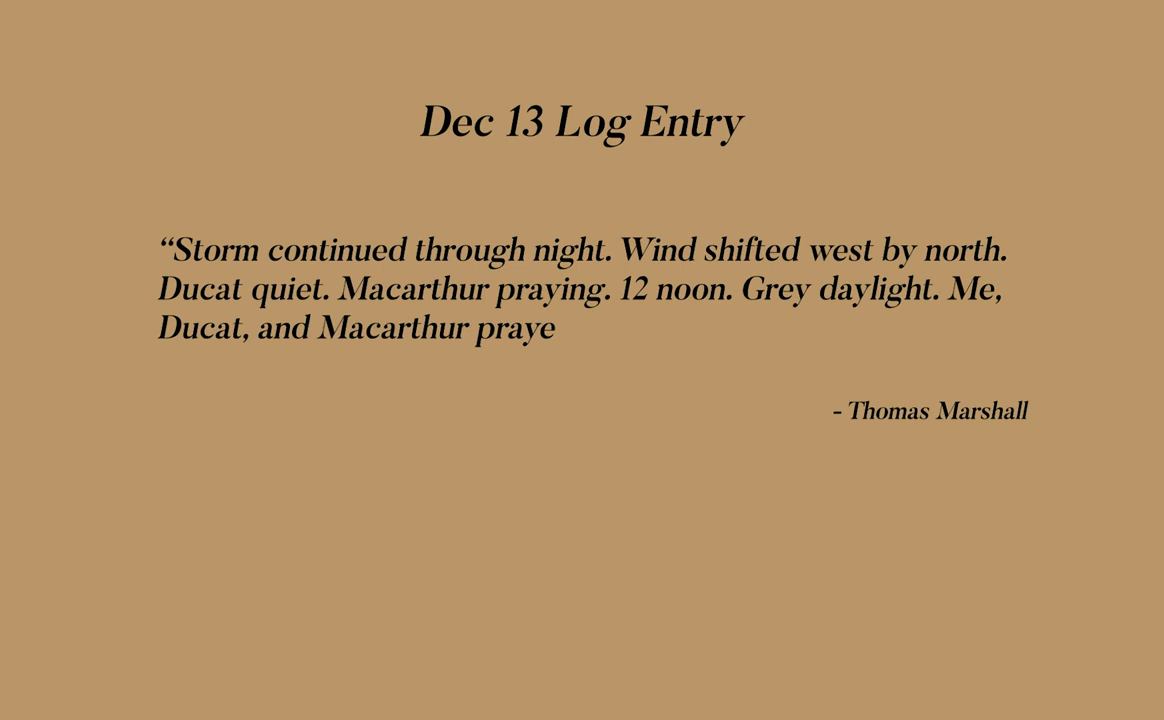 Dec 13 Log Entry
“Storm continued through night. Wind shifted west by north.
Ducat quiet. Macarthur praying. 12 noon. Grey daylight. Me,
Ducat, and Macarthur praye
- Thomas Marshall